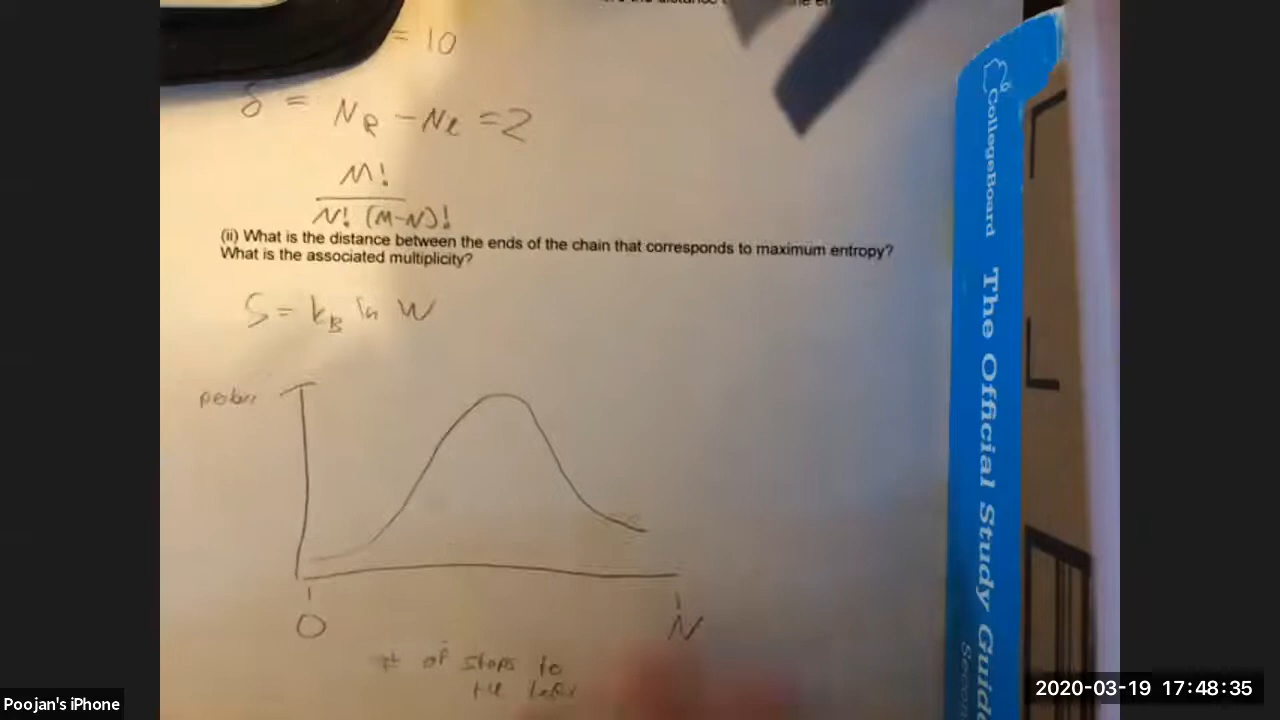 = 10
δ = N_R - N_L = 2
M!
N! (M-N)!
(ii) What is the distance between the ends of the chain that corresponds to maximum entropy?
What is the associated multiplicity?
S = k_B ln W
0
N
# of steps to
the left
CollegeBoard The Official Study Guide
Poojan's iPhone
2020-03-19 17:48:35